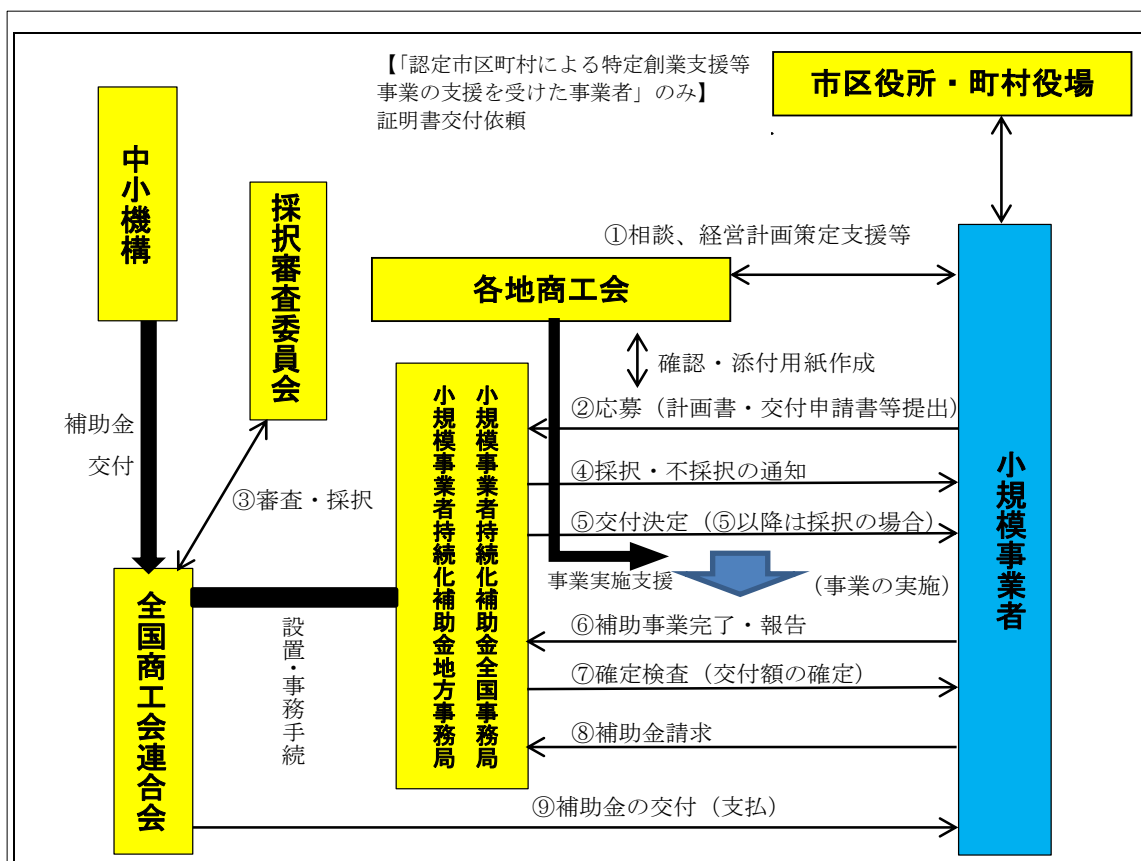 【「認定市区町村による特定創業支援等
事業の支援を受けた事業者」のみ】
証明書交付依頼
市区役所・町村役場
中小機構
採択審査委員会
①相談、経営計画策定支援等
各地商工会
確認・添付用紙作成
補助金
交付
②応募（計画書・交付申請書等提出）
③審査・採択
④採択・不採択の通知
⑤交付決定（⑤以降は採択の場合）
事業実施支援
（事業の実施）
小規模事業者
小規模事業者持続化補助金全国事務局
小規模事業者持続化補助金地方事務局
全国商工会連合会
設置・事務手続
⑥補助事業完了・報告
⑦確定検査（交付額の確定）
⑧補助金請求
⑨補助金の交付（支払）